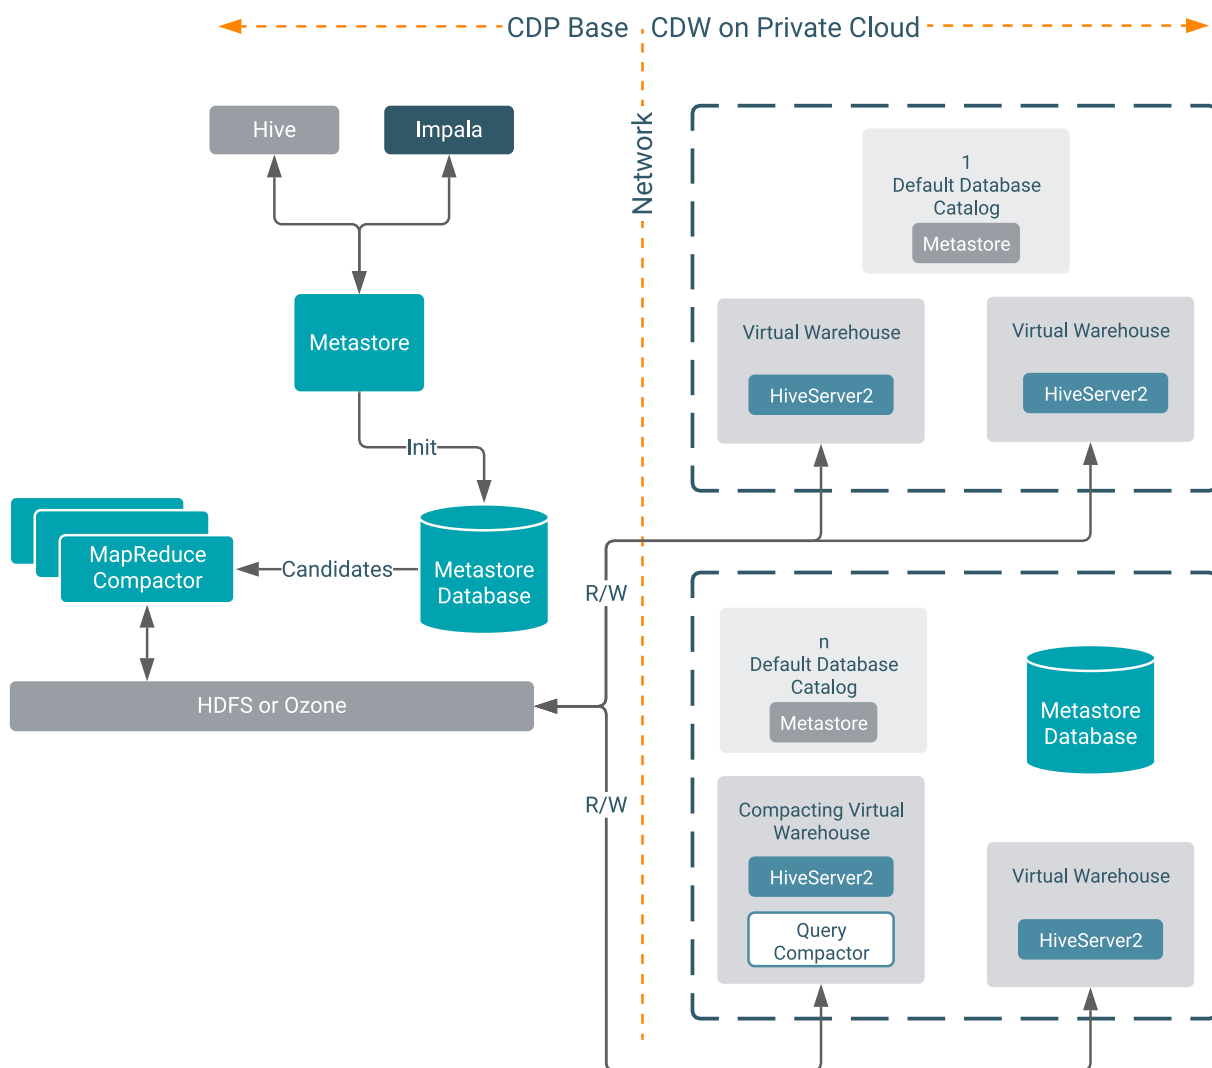 CDP Base
CDW on Private Cloud
Network
Hive
Impala
Metastore
Init
MapReduce
Compactor
Candidates
Metastore
Database
HDFS or Ozone
R/W
R/W
1
Default Database
Catalog
Metastore
Virtual Warehouse
HiveServer2
Virtual Warehouse
HiveServer2
n
Default Database
Catalog
Metastore
Metastore
Database
Compacting Virtual
Warehouse
HiveServer2
Query
Compactor
Virtual Warehouse
HiveServer2